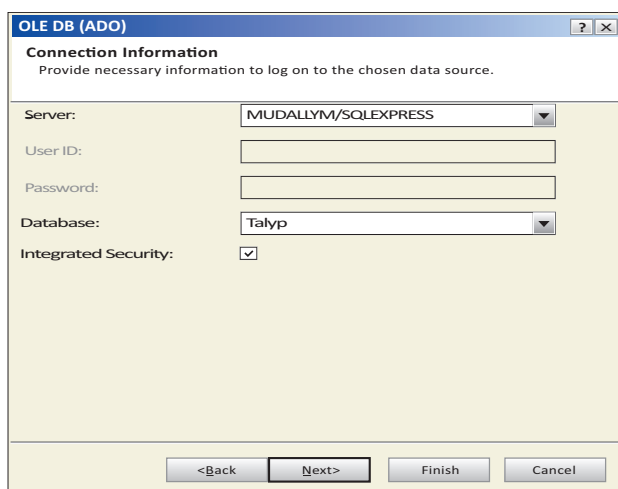 OLE DB (ADO)
? X
Connection Information
Provide necessary information to log on to the chosen data source.
Server: MUDALLYM/SQLEXPRESS
User ID:
Password:
Database: Talyp
Integrated Security:
<Back Next> Finish Cancel